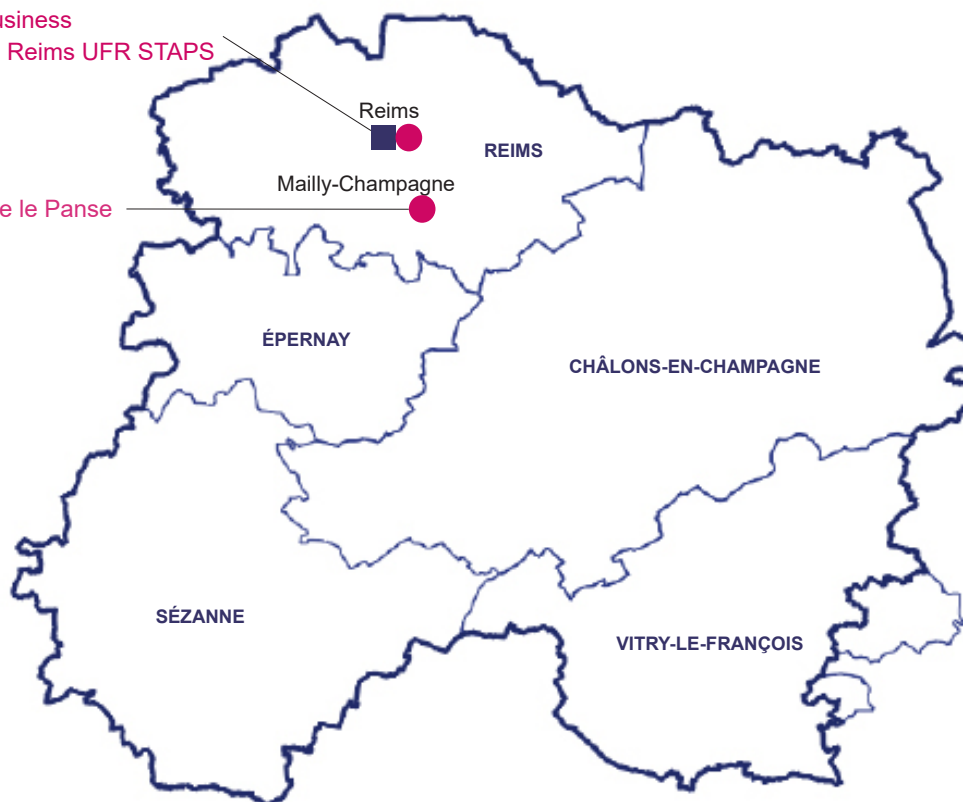 usiness
Reims UFR STAPS
Reims
REIMS
Mailly-Champagne
e le Panse
ÉPERNAY
CHÂLONS-EN-CHAMPAGNE
SÉZANNE
VITRY-LE-FRANÇOIS